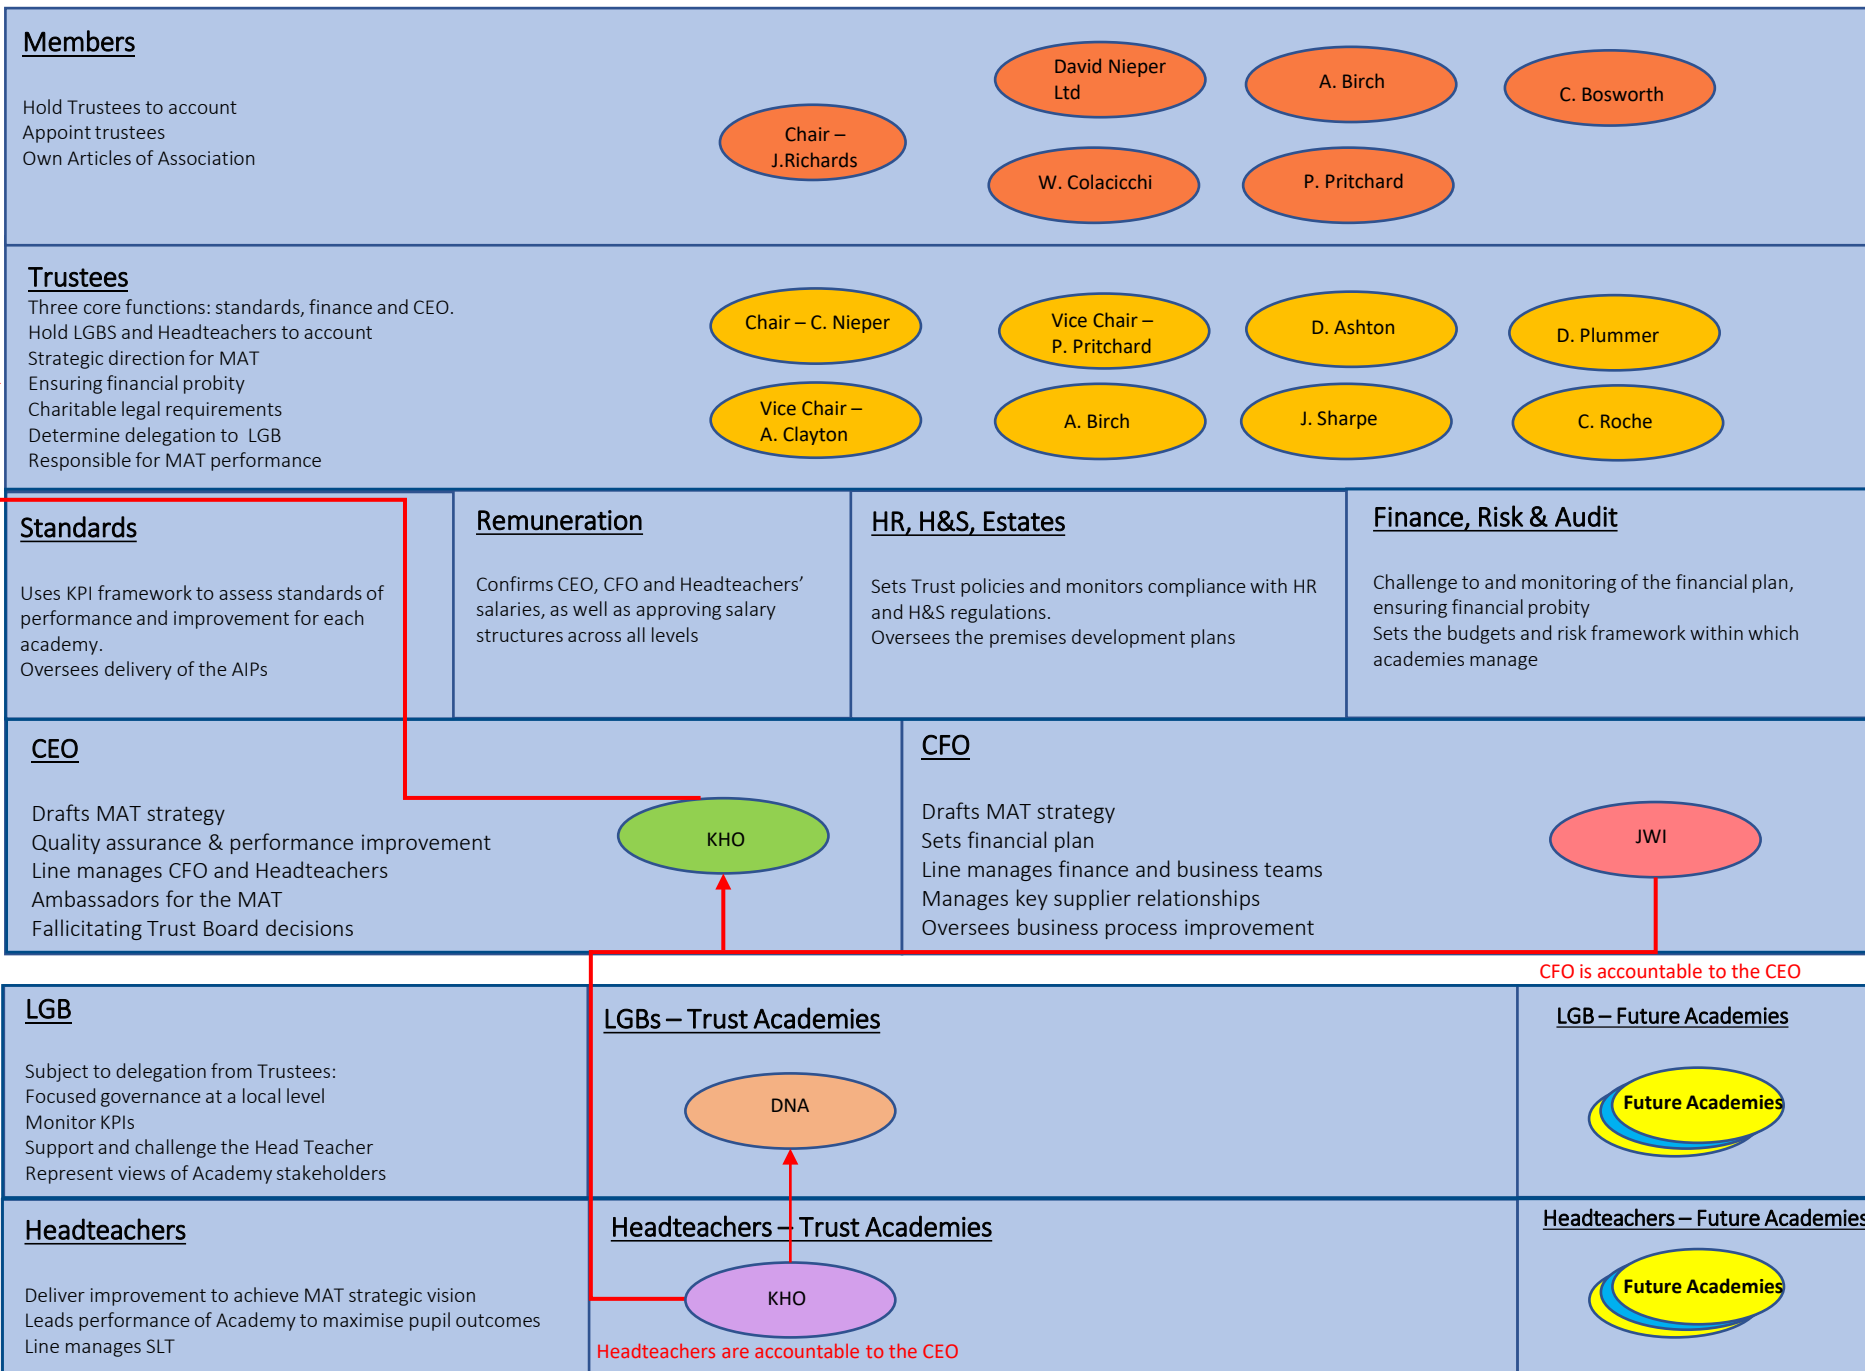 Members
Hold Trustees to account
Appoint trustees
Own Articles of Association
Chair –
J.Richards
David Nieper
Ltd
A. Birch
C. Bosworth
W. Colacicchi
P. Pritchard
Trustees
Three core functions: standards, finance and CEO.
Hold LGBS and Headteachers to account
Strategic direction for MAT
Ensuring financial probity
Charitable legal requirements
Determine delegation to LGB
Responsible for MAT performance
Chair – C. Nieper
Vice Chair –
P. Pritchard
D. Ashton
D. Plummer
Vice Chair –
A. Clayton
A. Birch
J. Sharpe
C. Roche
Standards
Uses KPI framework to assess standards of
performance and improvement for each
academy.
Oversees delivery of the AIPs
Remuneration
Confirms CEO, CFO and Headteachers’
salaries, as well as approving salary
structures across all levels
HR, H&S, Estates
Sets Trust policies and monitors compliance with HR
and H&S regulations.
Oversees the premises development plans
Finance, Risk & Audit
Challenge to and monitoring of the financial plan,
ensuring financial probity
Sets the budgets and risk framework within which
academies manage
CEO
Drafts MAT strategy
Quality assurance & performance improvement
Line manages CFO and Headteachers
Ambassadors for the MAT
Fallicitating Trust Board decisions
KHO
CFO
Drafts MAT strategy
Sets financial plan
Line manages finance and business teams
Manages key supplier relationships
Oversees business process improvement
JWI
CFO is accountable to the CEO
LGB
Subject to delegation from Trustees:
Focused governance at a local level
Monitor KPIs
Support and challenge the Head Teacher
Represent views of Academy stakeholders
LGBs – Trust Academies
DNA
LGB – Future Academies
Future Academies
Headteachers
Deliver improvement to achieve MAT strategic vision
Leads performance of Academy to maximise pupil outcomes
Line manages SLT
Headteachers – Trust Academies
KHO
Headteachers are accountable to the CEO
Headteachers – Future Academies
Future Academies